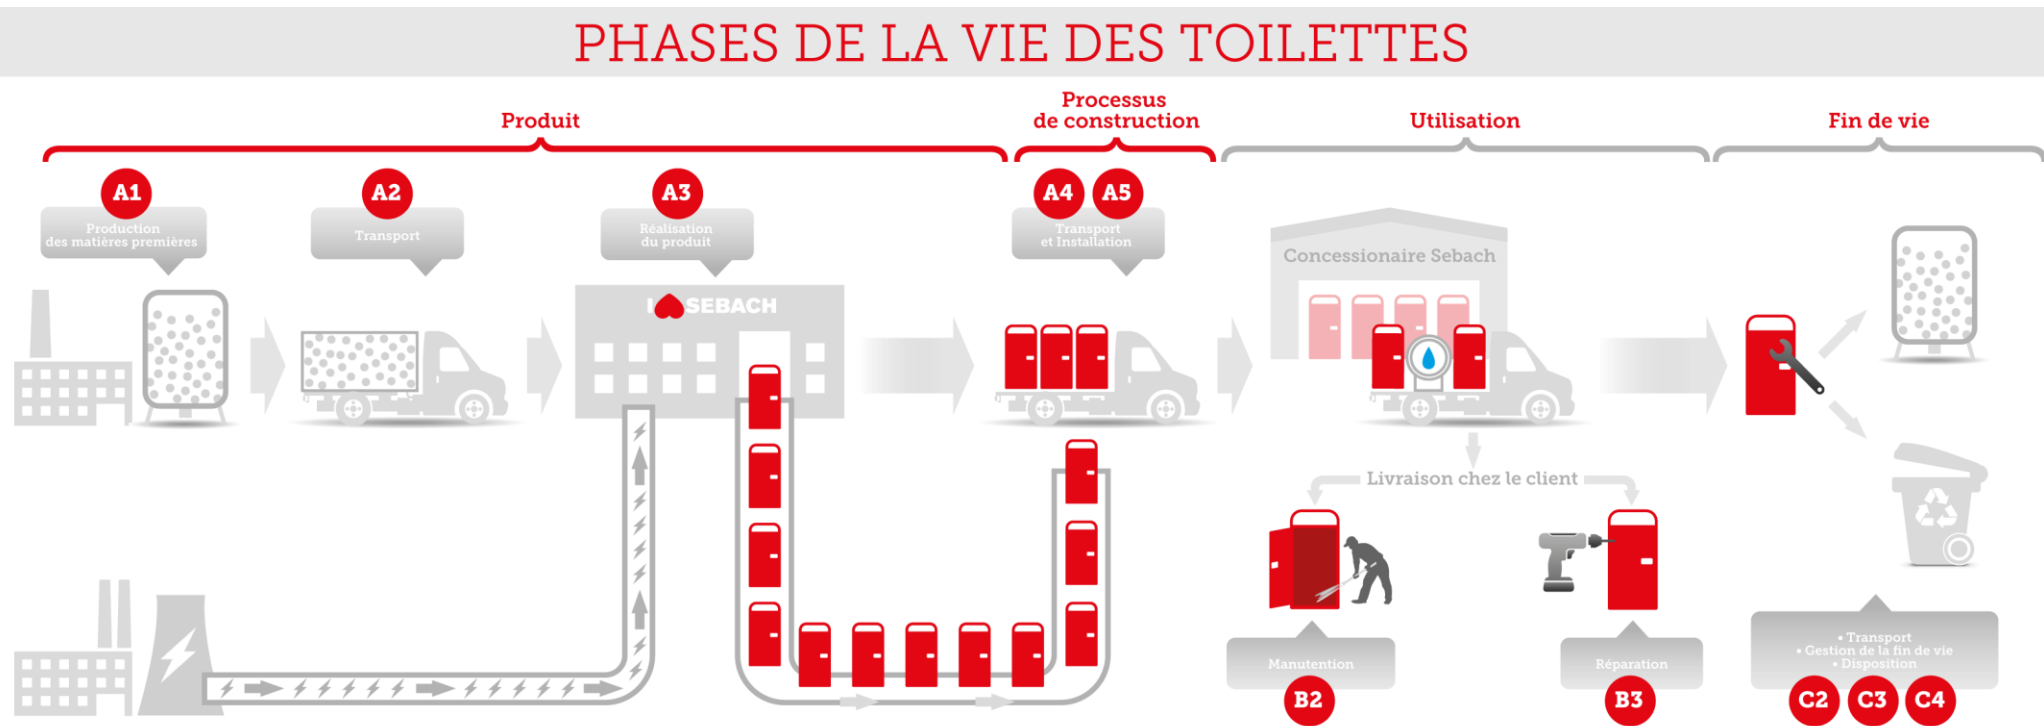 PHASES DE LA VIE DES TOILETTES
Produit
Processus
de construction
Utilisation
Fin de vie
A1
Production
des matières premières
A2
Transport
A3
Réalisation
du produit
A4 A5
Transport
et Installation
I SEBACH
Concessionaire Sebach
Livraison chez le client
Manutention
B2
Réparation
B3
• Transport
• Gestion de la fin de vie
• Disposition
C2 C3 C4